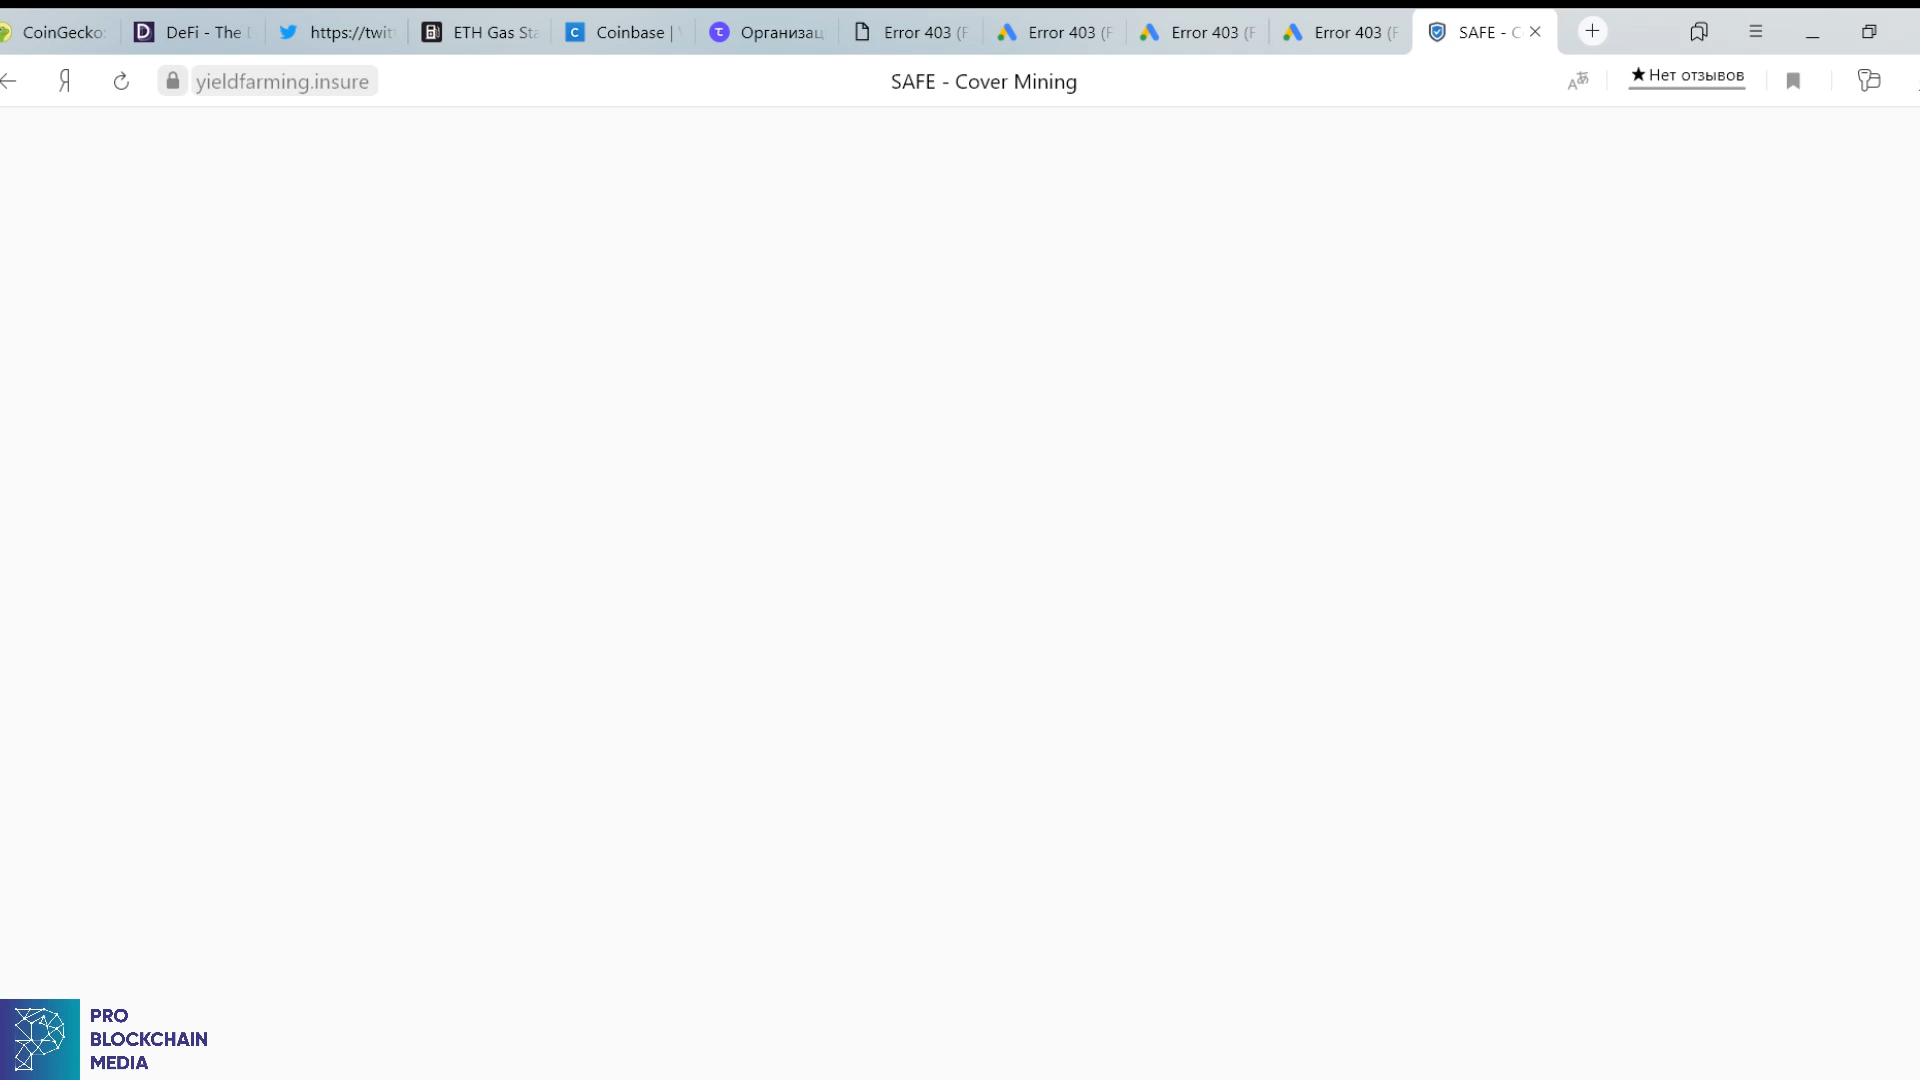 CoinGecko:
DeFi - The
https://twit
ETH Gas Sta
Coinbase |
Организац
Error 403 (F
Error 403 (F
Error 403 (F
Error 403 (F
SAFE - C
Я
yieldfarming.insure
SAFE - Cover Mining
★ Нет отзывов
PRO
BLOCKCHAIN
MEDIA